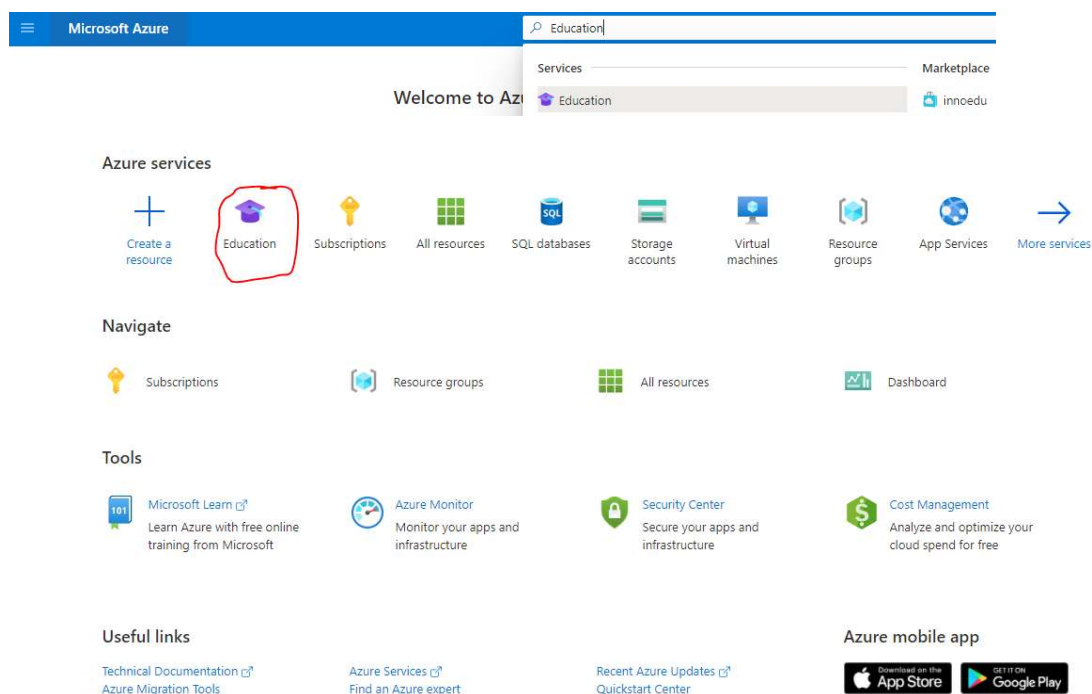 Microsoft Azure
Education
Services
Marketplace
Education
innoedu
Welcome to Az
Azure services
Create a
resource
Education
Subscriptions
All resources
SQL databases
Storage
accounts
Virtual
machines
Resource
groups
App Services
More services
Navigate
Subscriptions
Resource groups
All resources
Dashboard
Tools
101
Microsoft Learn
Learn Azure with free online
training from Microsoft
Azure Monitor
Monitor your apps and
infrastructure
Security Center
Secure your apps and
infrastructure
Cost Management
Analyze and optimize your
cloud spend for free
Useful links
Technical Documentation
Azure Migration Tools
Azure Services
Find an Azure expert
Recent Azure Updates
Quickstart Center
Azure mobile app
Download on the
App Store
GET IT ON
Google Play
SQL